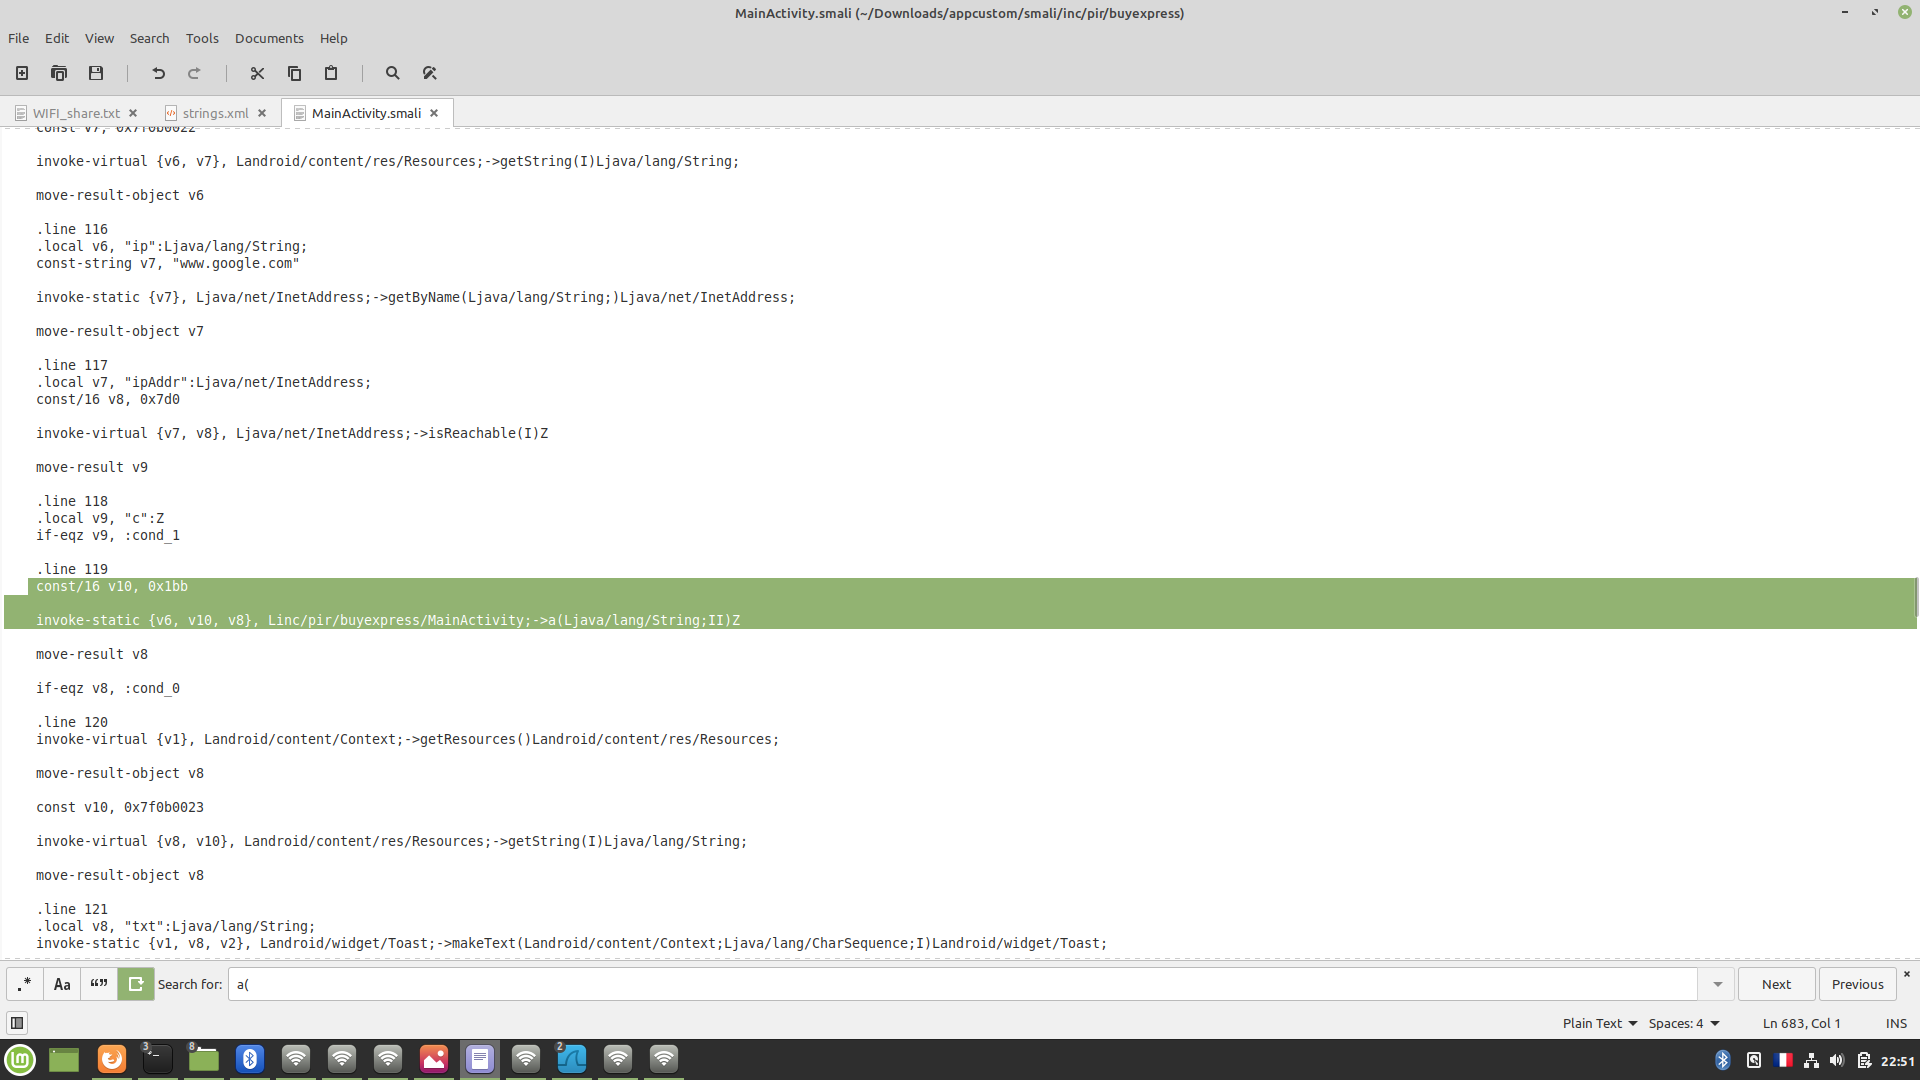 MainActivity.smali (~/Downloads/appcustom/smali/inc/pir/buyexpress)
File Edit View Search Tools Documents Help
WIFI_share.txt strings.xml MainActivity.smali
const v7, 0x7f0b0022
invoke-virtual {v6, v7}, Landroid/content/res/Resources;->getString(I)Ljava/lang/String;
move-result-object v6
.line 116
.local v6, "ip":Ljava/lang/String;
const-string v7, "www.google.com"
invoke-static {v7}, Ljava/net/InetAddress;->getByName(Ljava/lang/String;)Ljava/net/InetAddress;
move-result-object v7
.line 117
.local v7, "ipAddr":Ljava/net/InetAddress;
const/16 v8, 0x7d0
invoke-virtual {v7, v8}, Ljava/net/InetAddress;->isReachable(I)Z
move-result v9
.line 118
.local v9, "c":Z
if-eqz v9, :cond_1
.line 119
const/16 v10, 0x1bb
invoke-static {v6, v10, v8}, Linc/pir/buyexpress/MainActivity;->a(Ljava/lang/String;II)Z
move-result v8
if-eqz v8, :cond_0
.line 120
invoke-virtual {v1}, Landroid/content/Context;->getResources()Landroid/content/res/Resources;
move-result-object v8
const v10, 0x7f0b0023
invoke-virtual {v8, v10}, Landroid/content/res/Resources;->getString(I)Ljava/lang/String;
move-result-object v8
.line 121
.local v8, "txt":Ljava/lang/String;
invoke-static {v1, v8, v2}, Landroid/widget/Toast;->makeText(Landroid/content/Context;Ljava/lang/CharSequence;I)Landroid/widget/Toast;
.* Aa “” Search for: a( Next Previous
Plain Text Spaces: 4 Ln 683, Col 1 INS
3 8 2 22:51